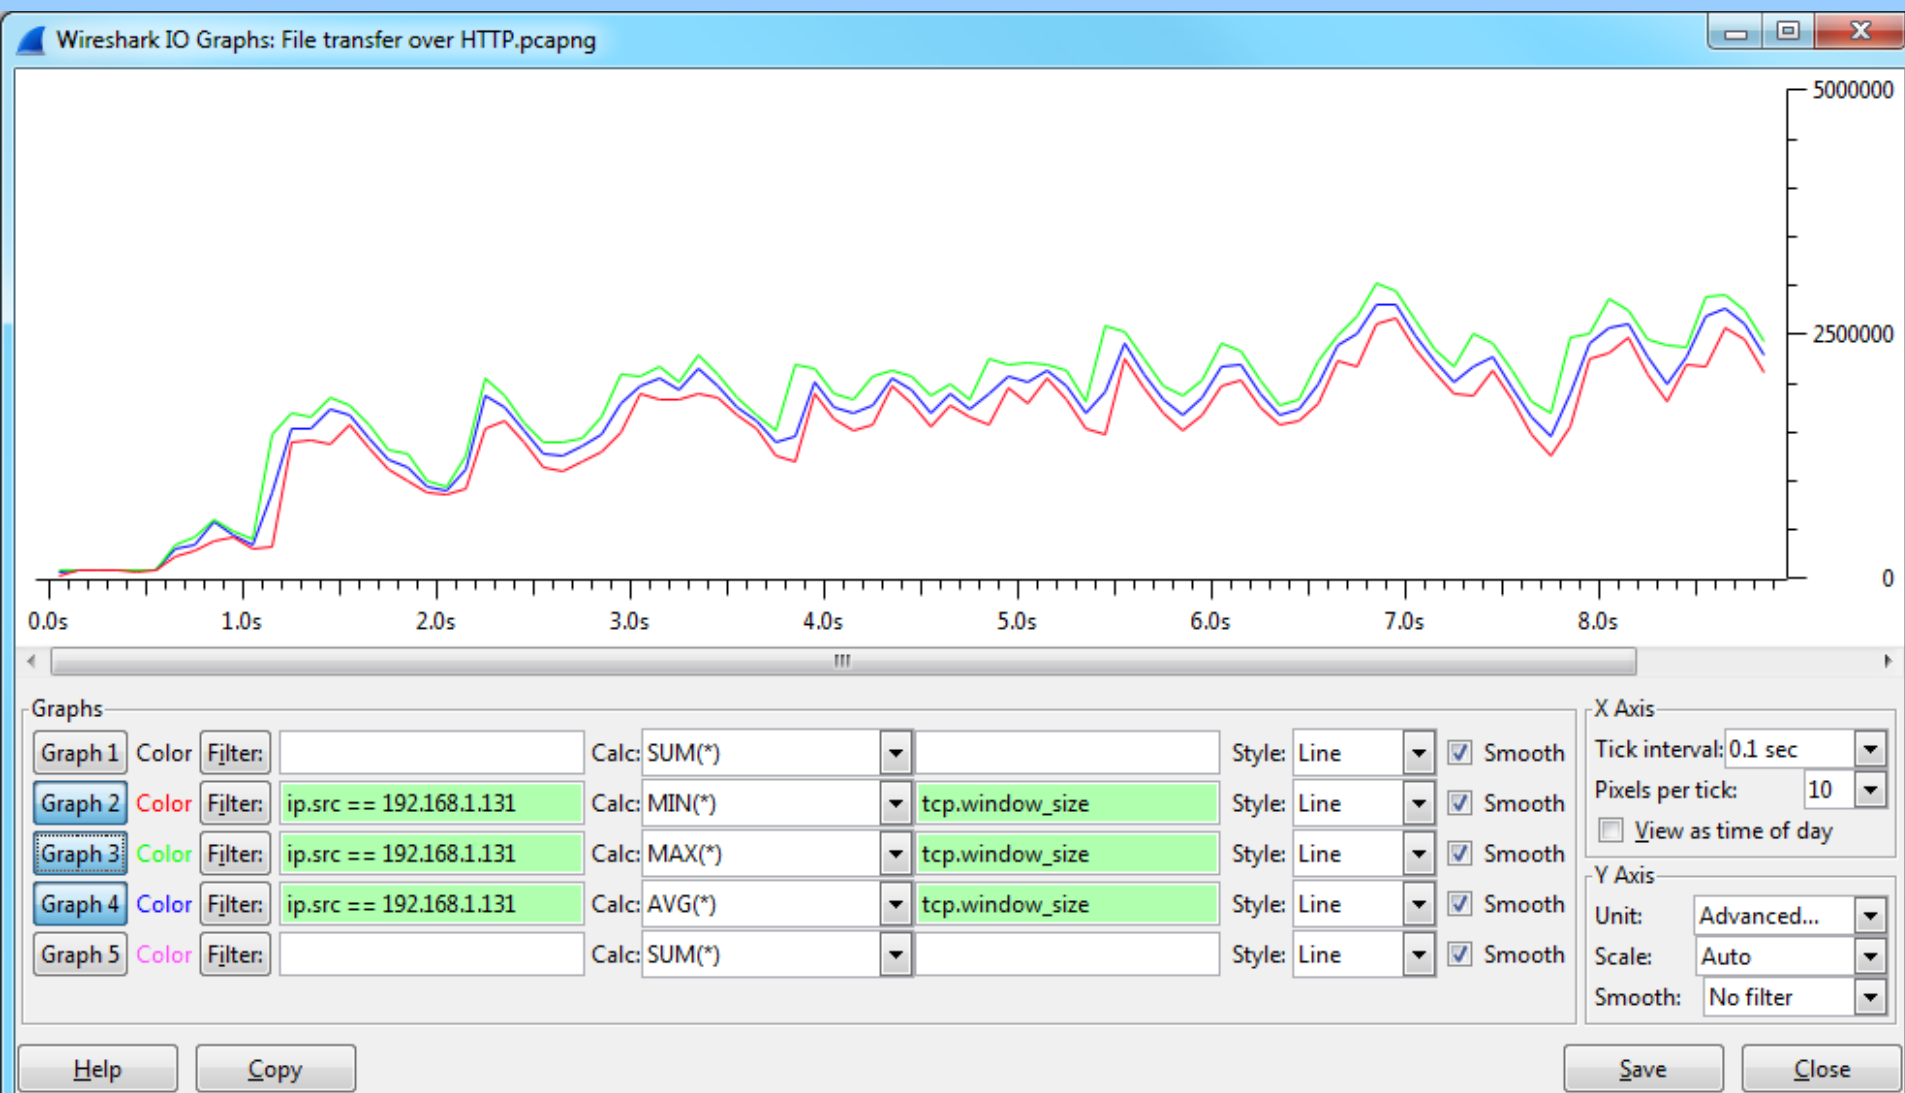 Wireshark IO Graphs: File transfer over HTTP.pcapng
5000000
2500000
0
0.0s 1.0s 2.0s 3.0s 4.0s 5.0s 6.0s 7.0s 8.0s
Graphs
Graph 1 Color Filter: Calc: SUM(*) Style: Line Smooth
Graph 2 Color Filter: ip.src == 192.168.1.131 Calc: MIN(*) tcp.window_size Style: Line Smooth
Graph 3 Color Filter: ip.src == 192.168.1.131 Calc: MAX(*) tcp.window_size Style: Line Smooth
Graph 4 Color Filter: ip.src == 192.168.1.131 Calc: AVG(*) tcp.window_size Style: Line Smooth
Graph 5 Color Filter: Calc: SUM(*) Style: Line Smooth
X Axis
Tick interval: 0.1 sec
Pixels per tick: 10
View as time of day
Y Axis
Unit: Advanced...
Scale: Auto
Smooth: No filter
Help Copy Save Close